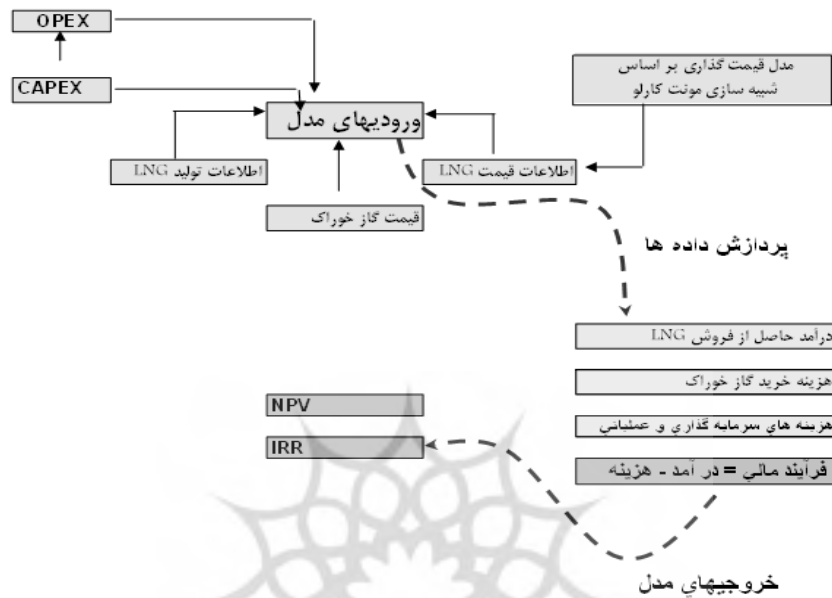 OPEX
CAPEX
مدل قیمت گذاری بر اساس
شبیه سازی مونت کارلو
ورودیهای مدل
اطلاعات تولید LNG
اطلاعات قیمت LNG
قیمت گاز خوراک
پردازش داده ها
درآمد حاصل از فروش LNG
هزینه خرید گاز خوراک
هزینه های سرمایه گذاری و عملیاتی
فرآیند مالی = در آمد - هزینه
NPV
IRR
خروجیهای مدل